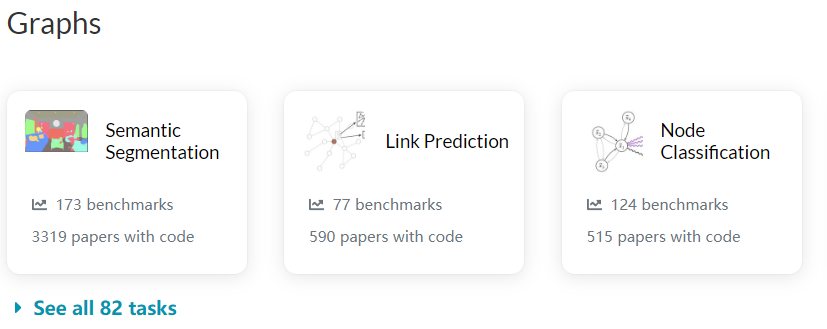 Graphs
Semantic
Segmentation
173 benchmarks
3319 papers with code
Link Prediction
77 benchmarks
590 papers with code
Node
Classification
124 benchmarks
515 papers with code
See all 82 tasks